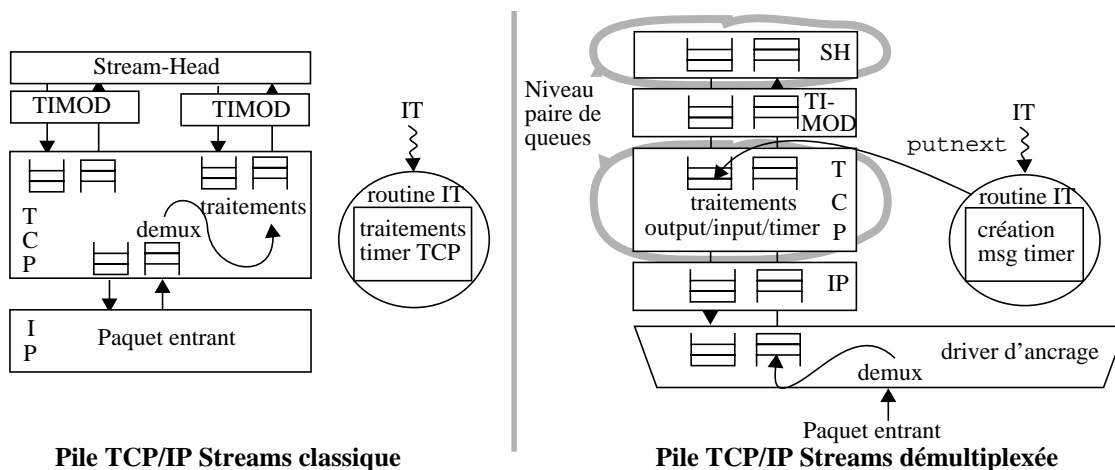 Stream-Head
TIMOD
TIMOD
IT
routine IT
traitements
timer TCP
traitements
demux
T
C
P
I
P
Paquet entrant
Pile TCP/IP Streams classique
Niveau
paire de
queues
SH
TI-
MOD
putnext
IT
routine IT
création
msg timer
T
C
P
traitements
output/input/timer
IP
driver d'ancrage
demux
Paquet entrant
Pile TCP/IP Streams démultiplexée